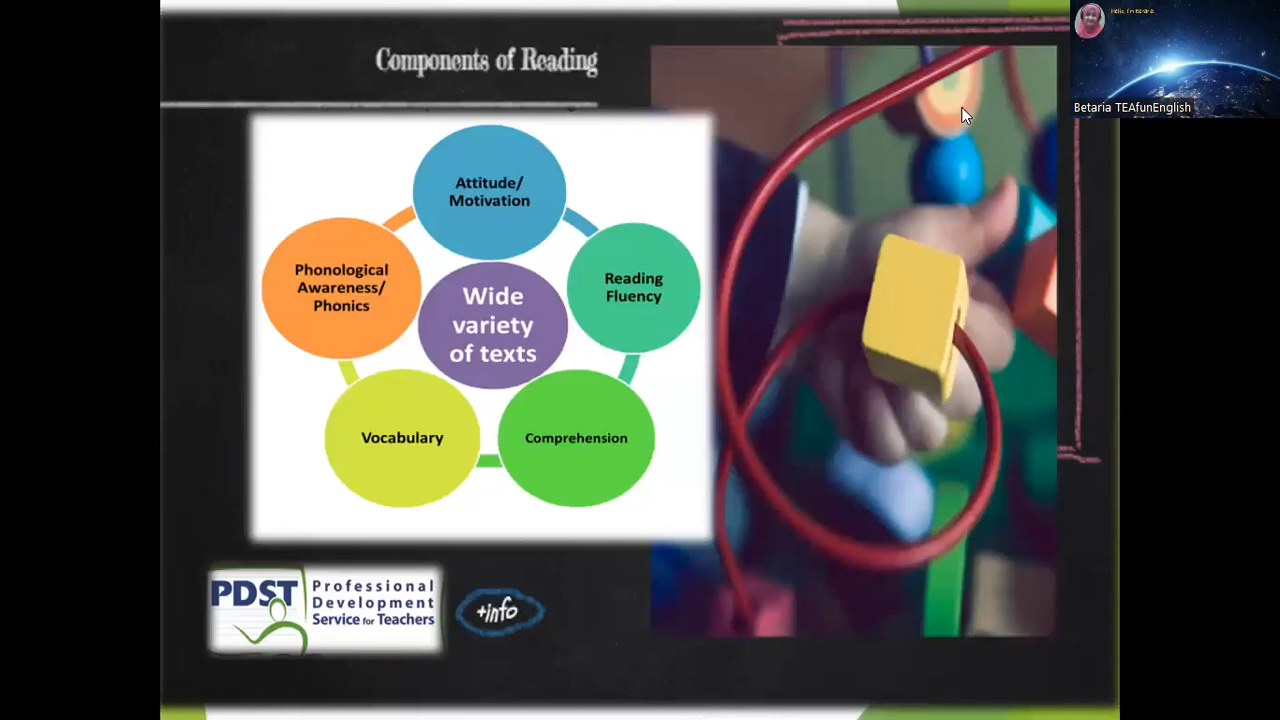 Components of Reading
Attitude/
Motivation
Phonological
Awareness/
Phonics
Reading
Fluency
Wide
variety
of texts
Vocabulary
Comprehension
PDST
Professional
Development
Service for Teachers
+info
Betaria TEAfunEnglish